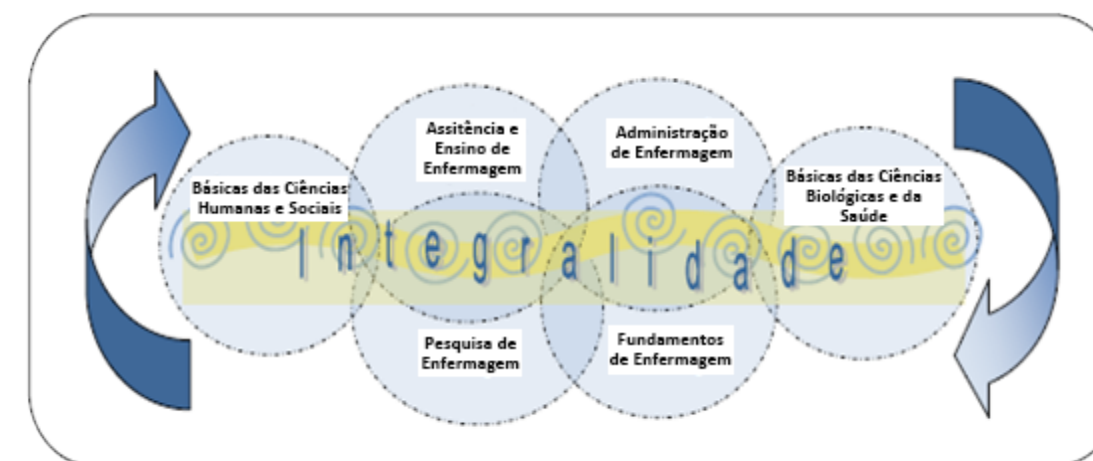 Assitência e
Ensino de
Enfermagem
Administração
de Enfermagem
Básicas das Ciências
Humanas e Sociais
Básicas das Ciências
Biológicas e da
Saúde
Integralidade
Pesquisa de
Enfermagem
Fundamentos
de Enfermagem